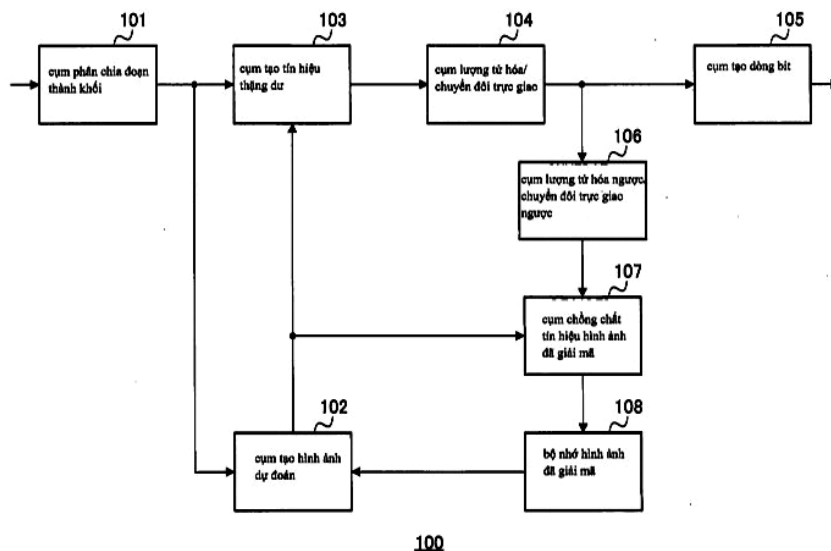 101
103
104
105
cụm phân chia đoạn
thành khối
cụm tạo tín hiệu
thặng dư
cụm lượng tử hóa/
chuyển đôi trực giao
cụm tạo dòng bit
106
cụm lượng tử hóa ngược,
chuyển đôi trực giao
ngược
107
cụm chồng chất
tín hiệu hình ảnh
đã giải mã
102
108
cụm tạo hình ảnh
dự đoán
bộ nhớ hình ảnh
đã giải mã
100